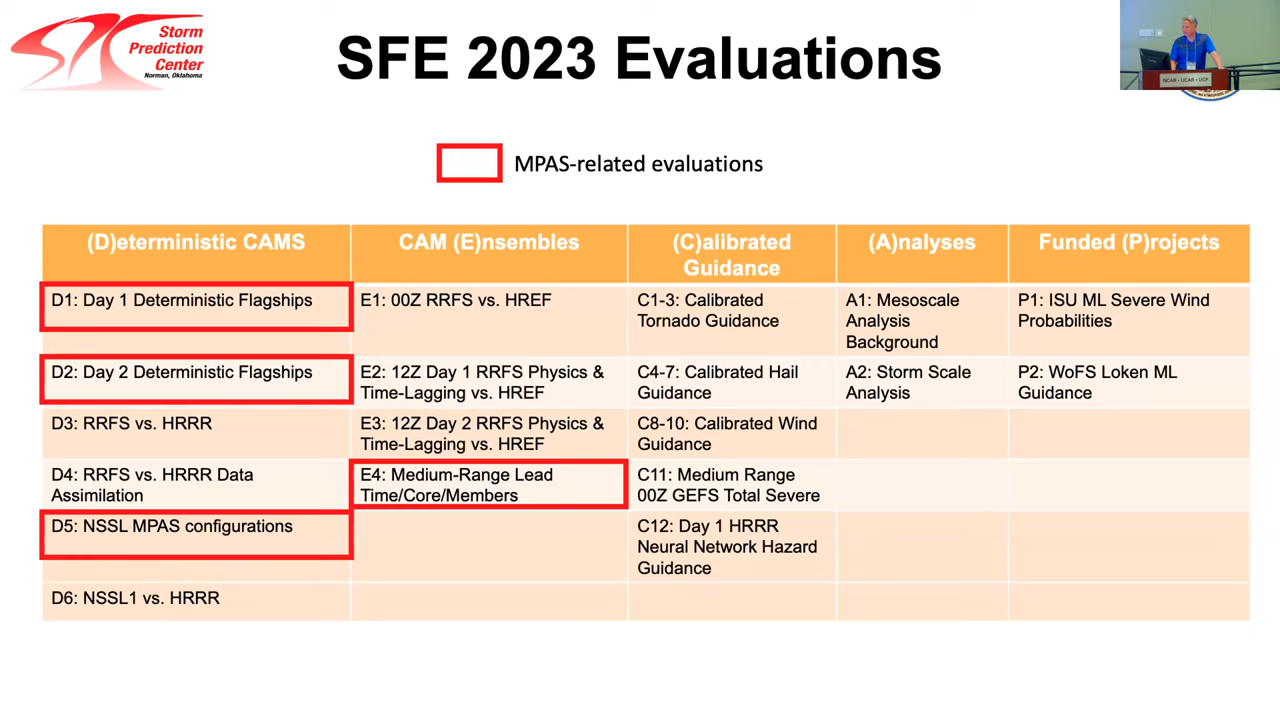 Storm
Prediction
Center
Norman, Oklahoma
SFE 2023 Evaluations
NCAR • UCAR • UCP
MPAS-related evaluations
(D)eterministic CAMS
CAM (E)nsembles
(C)alibrated
Guidance
(A)nalyses
Funded (P)rojects
D1: Day 1 Deterministic Flagships
E1: 00Z RRFS vs. HREF
C1-3: Calibrated
Tornado Guidance
A1: Mesoscale
Analysis
Background
P1: ISU ML Severe Wind
Probabilities
D2: Day 2 Deterministic Flagships
E2: 12Z Day 1 RRFS Physics &
Time-Lagging vs. HREF
C4-7: Calibrated Hail
Guidance
A2: Storm Scale
Analysis
P2: WoFS Loken ML
Guidance
D3: RRFS vs. HRRR
E3: 12Z Day 2 RRFS Physics &
Time-Lagging vs. HREF
C8-10: Calibrated Wind
Guidance
D4: RRFS vs. HRRR Data
Assimilation
E4: Medium-Range Lead
Time/Core/Members
C11: Medium Range
00Z GEFS Total Severe
D5: NSSL MPAS configurations
C12: Day 1 HRRR
Neural Network Hazard
Guidance
D6: NSSL1 vs. HRRR